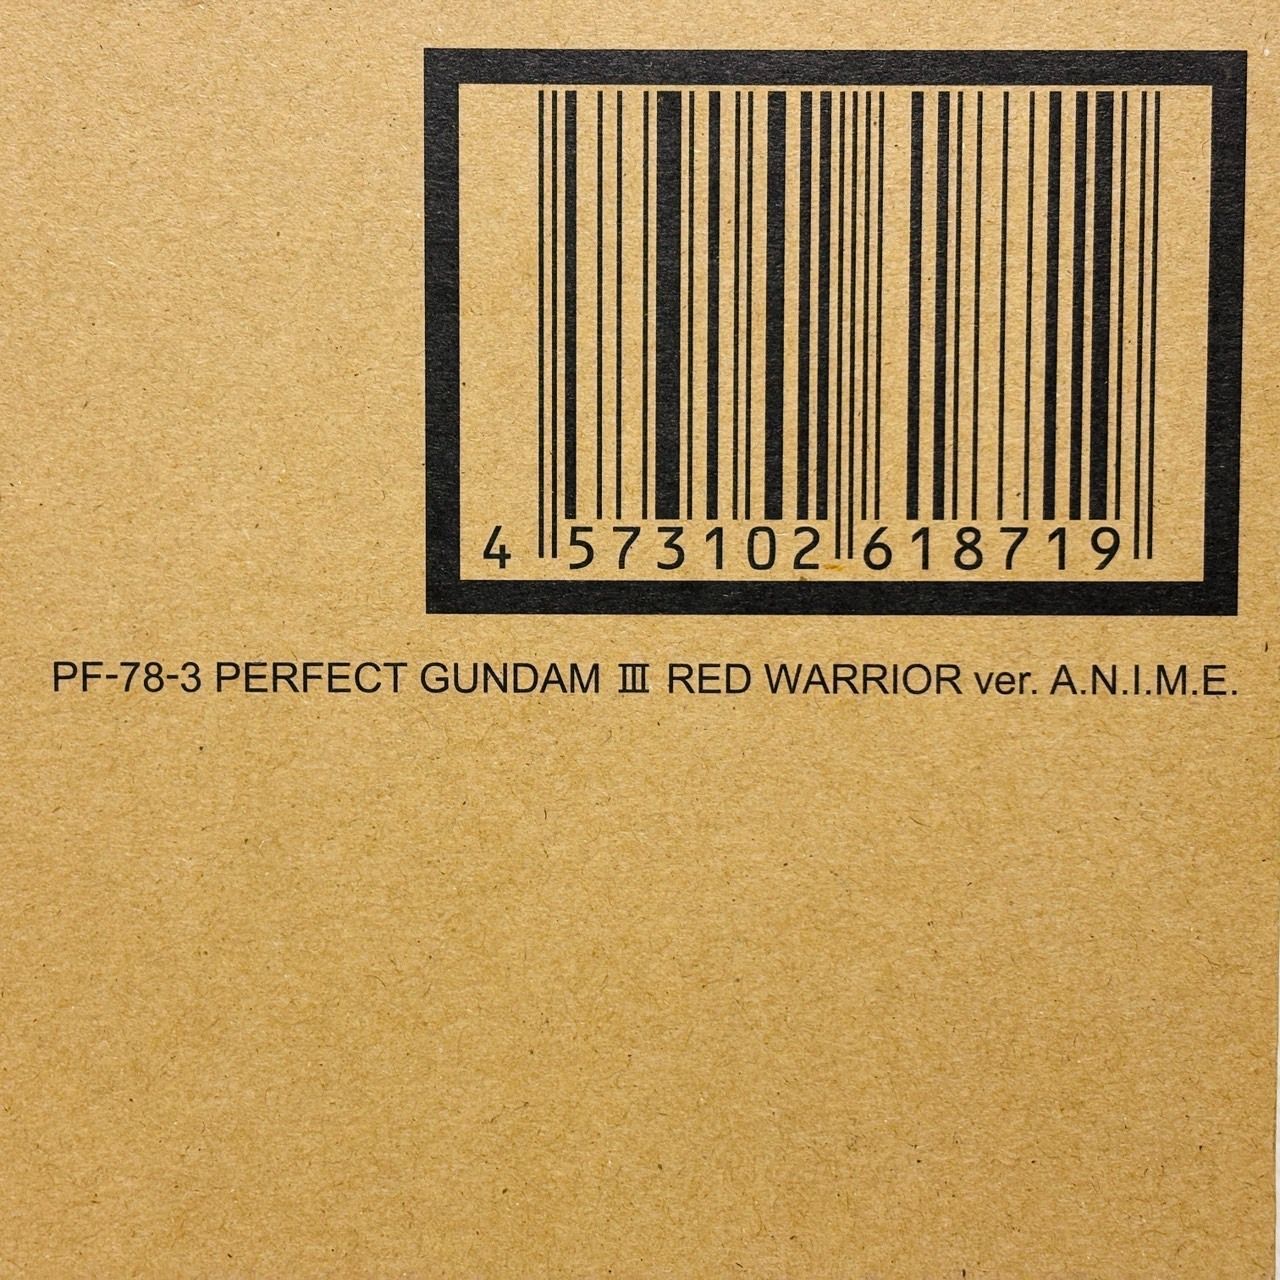 4 573102 618719
PF-78-3 PERFECT GUNDAM Ⅲ RED WARRIOR ver. A.N.I.M.E.